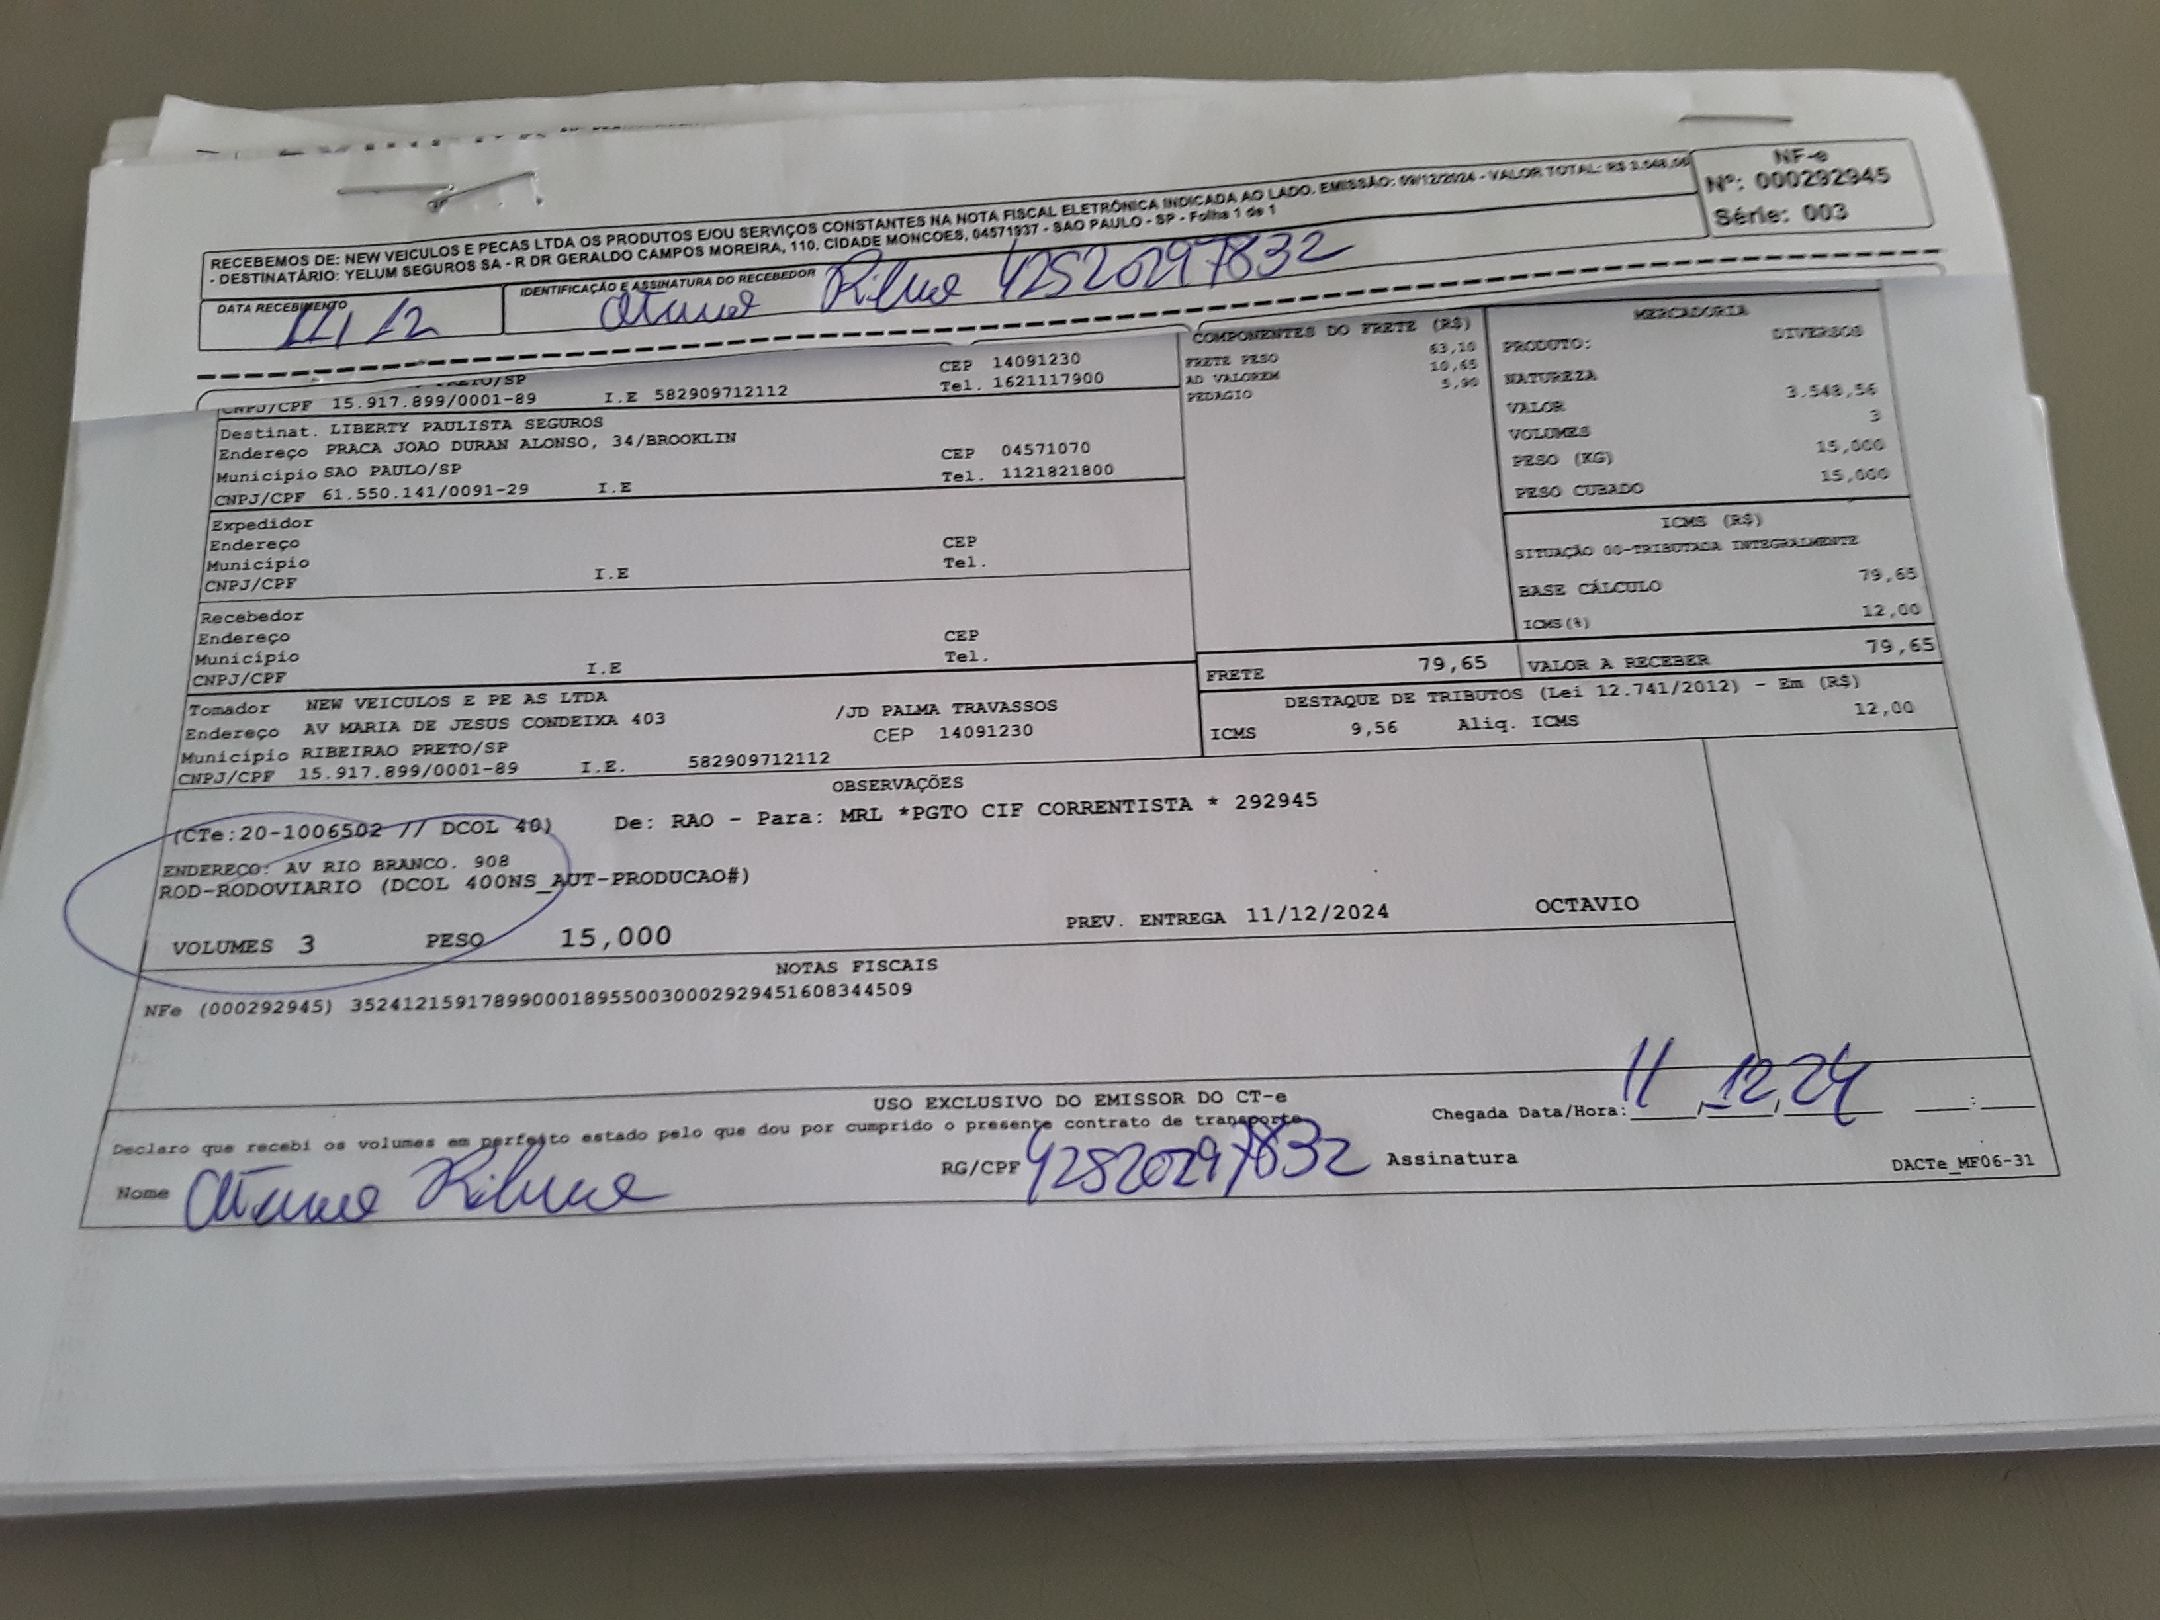 NF-e
Nº: 000292945
Série: 003
RECEBEMOS DE: NEW VEICULOS E PECAS LTDA OS PRODUTOS E/OU SERVIÇOS CONSTANTES NA NOTA FISCAL ELETRÔNICA INDICADA AO LADO. EMISSÃO: 09/12/2024 - VALOR TOTAL: R$
- DESTINATÁRIO: YELUM SEGUROS SA - R DR GERALDO CAMPOS MOREIRA, 110, CIDADE MONCOES, 04571937 - SAO PAULO - SP - Folha 1 de 1
DATA RECEBIMENTO
11/12
IDENTIFICAÇÃO E ASSINATURA DO RECEBEDOR
42520297832
PRETO/SP CEP 14091230
CNPJ/CPF 15.917.899/0001-89 I.E 582909712112 Tel. 1621117900
Destinat. LIBERTY PAULISTA SEGUROS
Endereço PRACA JOAO DURAN ALONSO, 34/BROOKLIN CEP 04571070
Município SAO PAULO/SP Tel. 1121821800
CNPJ/CPF 61.550.141/0091-29 I.E
Expedidor
Endereço CEP
Município Tel.
CNPJ/CPF I.E
Recebedor
Endereço CEP
Município Tel.
CNPJ/CPF I.E
Tomador NEW VEICULOS E PE AS LTDA
Endereço AV MARIA DE JESUS CONDEIXA 403 /JD PALMA TRAVASSOS
Município RIBEIRAO PRETO/SP CEP 14091230
CNPJ/CPF 15.917.899/0001-89 I.E. 582909712112
COMPONENTES DO FRETE (R$)
FRETE PESO 63,10
AD VALOREM 10,65
PEDAGIO 5,90
MERCADORIA
PRODUTO: DIVERSOS
NATUREZA
VALOR 3.548,56
VOLUMES 3
PESO (KG) 15,000
PESO CUBADO 15,000
ICMS (R$)
SITUAÇÃO 00-TRIBUTADA INTEGRALMENTE
BASE CÁLCULO 79,65
ICMS(%) 12,00
FRETE 79,65 VALOR A RECEBER 79,65
DESTAQUE DE TRIBUTOS (Lei 12.741/2012) - Em (R$)
ICMS 9,56 Aliq. ICMS 12,00
OBSERVAÇÕES
(CTe:20-1006502 // DCOL 40) De: RAO - Para: MRL *PGTO CIF CORRENTISTA * 292945
ENDERECO: AV RIO BRANCO. 908
ROD-RODOVIARIO (DCOL 400NS_AUT-PRODUCAO#)
VOLUMES 3 PESO 15,000 PREV. ENTREGA 11/12/2024 OCTAVIO
NOTAS FISCAIS
NFe (000292945) 35241215917899000189550030002929451608344509
USO EXCLUSIVO DO EMISSOR DO CT-e
Declaro que recebi os volumes em perfeito estado pelo que dou por cumprido o presente contrato de transporte
Chegada Data/Hora: 11/12/24 :
Nome
RG/CPF 42520297832 Assinatura
DACTe_MF06-31